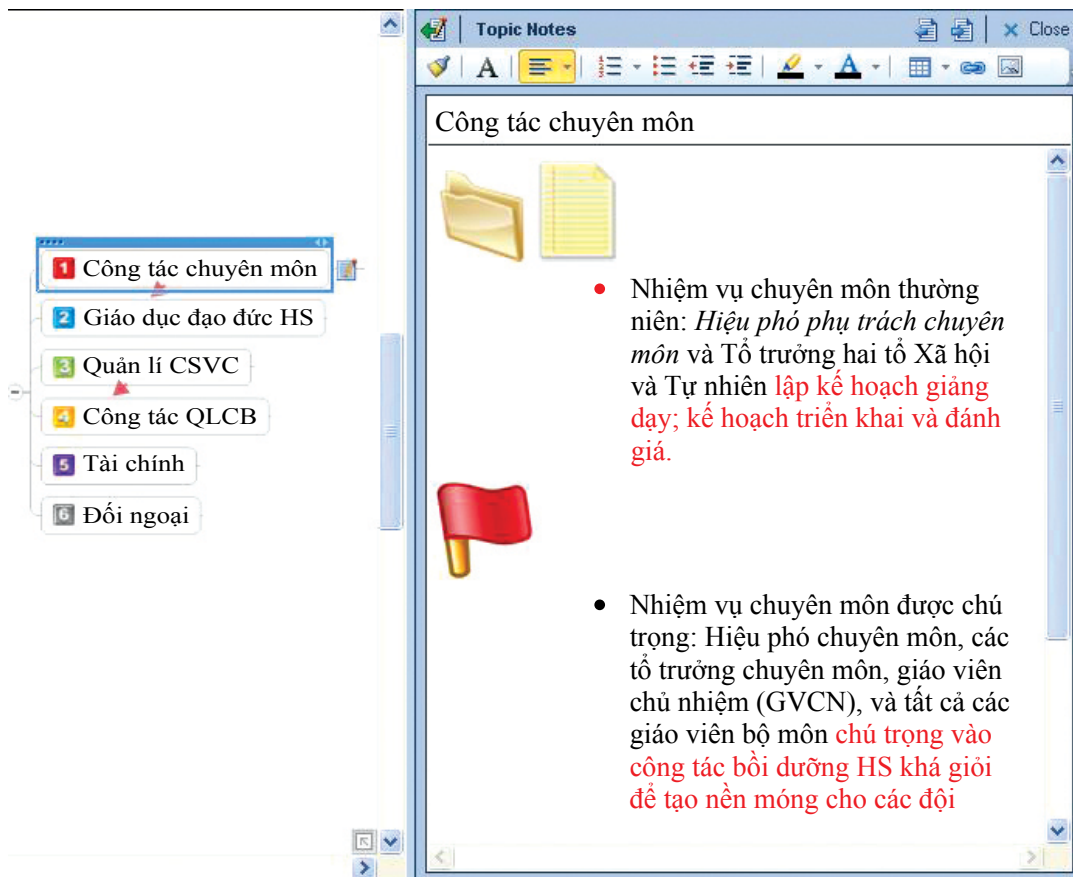 Topic Notes
Close
A
A
Công tác chuyên môn
1 Công tác chuyên môn
2 Giáo dục đạo đức HS
3 Quản lí CSVC
4 Công tác QLCB
5 Tài chính
6 Đối ngoại
• Nhiệm vụ chuyên môn thường
niên: Hiệu phó phụ trách chuyên
môn và Tổ trưởng hai tổ Xã hội
và Tự nhiên lập kế hoạch giảng
dạy; kế hoạch triển khai và đánh
giá.
• Nhiệm vụ chuyên môn được chú
trọng: Hiệu phó chuyên môn, các
tổ trưởng chuyên môn, giáo viên
chủ nhiệm (GVCN), và tất cả các
giáo viên bộ môn chú trọng vào
công tác bồi dưỡng HS khá giỏi
để tạo nền móng cho các đội